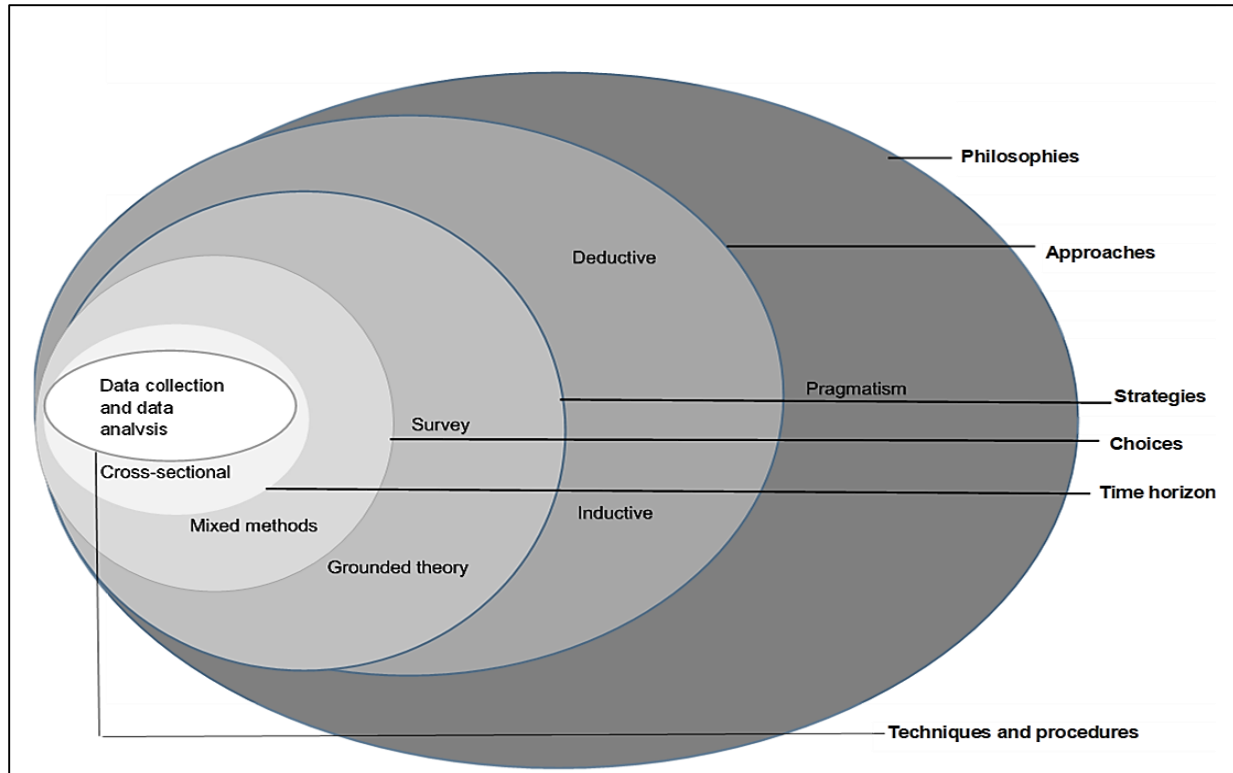 Philosophies
Approaches
Deductive
Pragmatism
Strategies
Data collection
and data
analysis
Survey
Choices
Cross-sectional
Time horizon
Mixed methods
Inductive
Grounded theory
Techniques and procedures